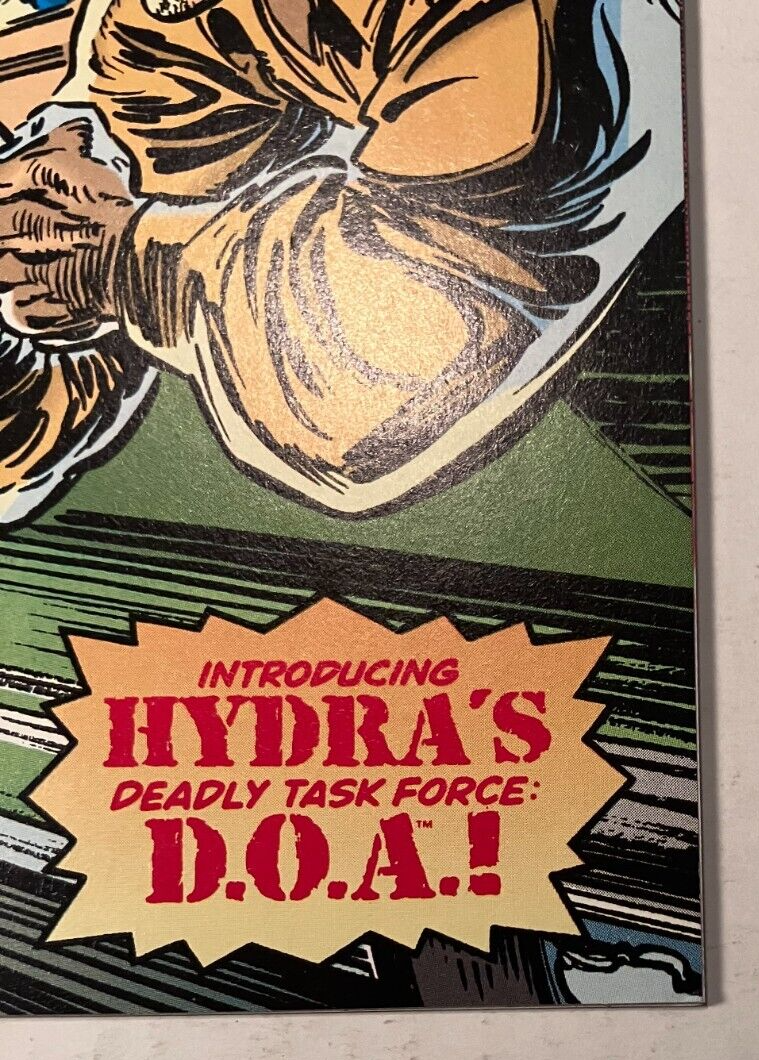 INTRODUCING
HYDRA'S
DEADLY TASK FORCE:
D.O.A.™!